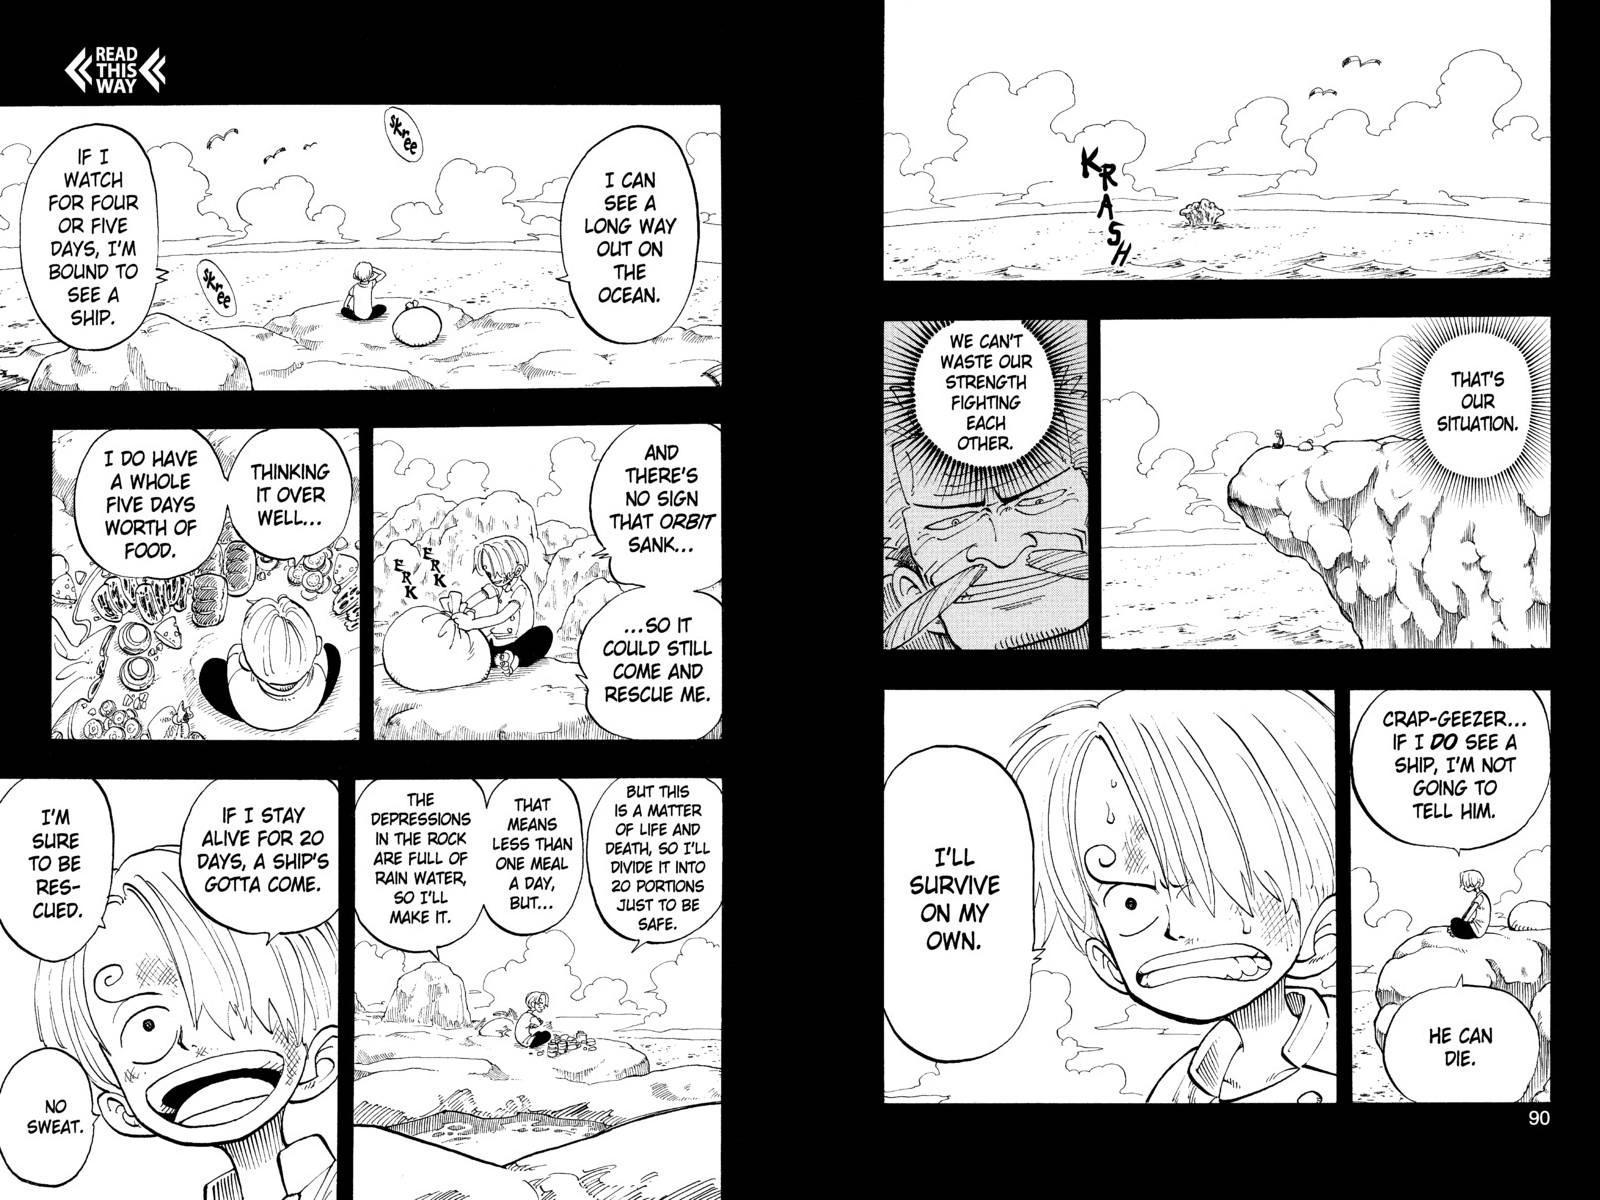 KRASH
THAT'S
OUR
SITUATION.
WE CAN'T
WASTE OUR
STRENGTH
FIGHTING
EACH
OTHER.
CRAP-GEEZER...
IF I DO SEE A
SHIP, I'M NOT
GOING TO
TELL HIM.
HE CAN
DIE.
I'LL
SURVIVE
ON MY
OWN.
90
READ
THIS
WAY
I CAN
SEE A
LONG WAY
OUT ON
THE
OCEAN.
skree
skree
IF I
WATCH
FOR FOUR
OR FIVE
DAYS, I'M
BOUND TO
SEE A
SHIP.
AND
THERE'S
NO SIGN
THAT ORBIT
SANK...
...SO IT
COULD STILL
COME AND
RESCUE ME.
ERK
ERK
THINKING
IT OVER
WELL...
I DO HAVE
A WHOLE
FIVE DAYS
WORTH OF
FOOD.
BUT THIS
IS A MATTER
OF LIFE AND
DEATH, SO I'LL
DIVIDE IT INTO
20 PORTIONS
JUST TO BE
SAFE.
THAT
MEANS
LESS THAN
ONE MEAL
A DAY,
BUT...
THE
DEPRESSIONS
IN THE ROCK
ARE FULL OF
RAIN WATER,
SO I'LL
MAKE IT.
IF I STAY
ALIVE FOR 20
DAYS, A SHIP'S
GOTTA COME.
I'M
SURE
TO BE
RES-
CUED.
NO
SWEAT.